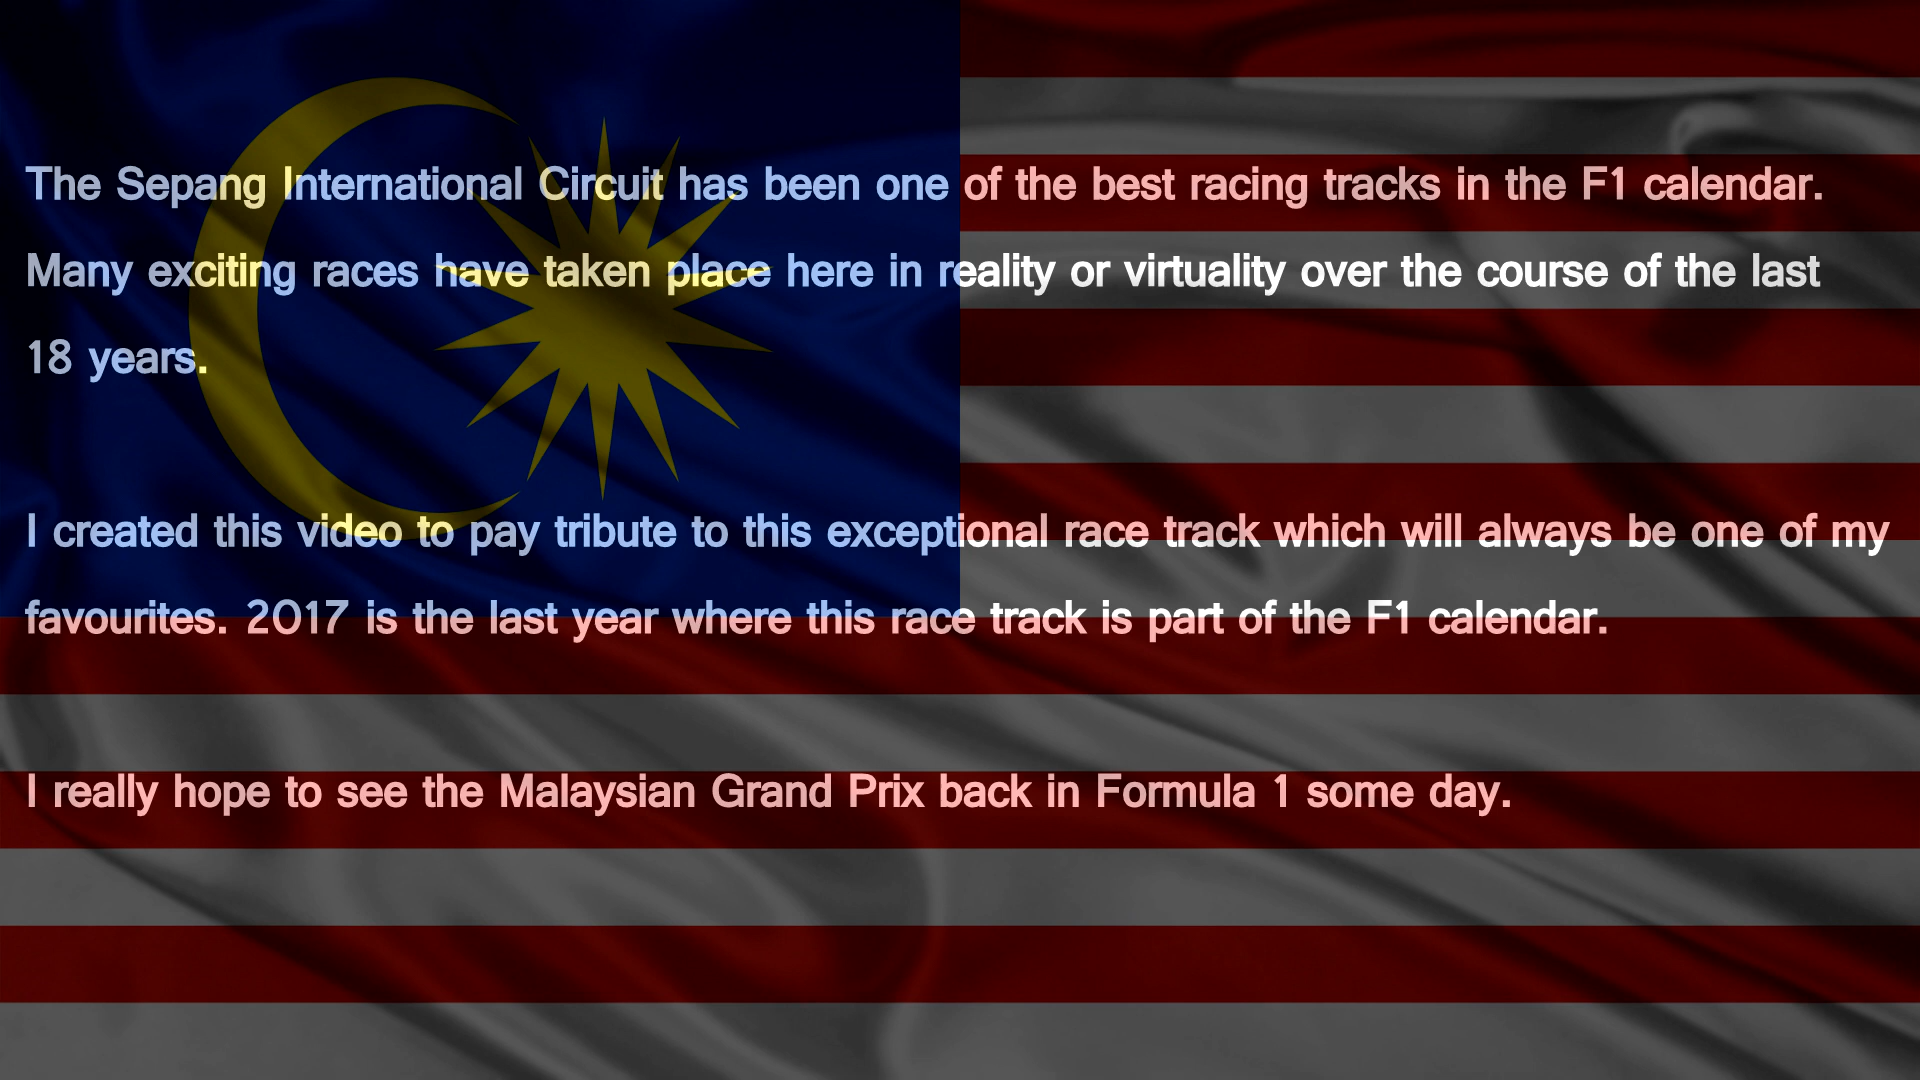 The Sepang International Circuit has been one of the best racing tracks in the F1 calendar.
Many exciting races have taken place here in reality or virtuality over the course of the last
18 years.
I created this video to pay tribute to this exceptional race track which will always be one of my
favourites. 2017 is the last year where this race track is part of the F1 calendar.
I really hope to see the Malaysian Grand Prix back in Formula 1 some day.